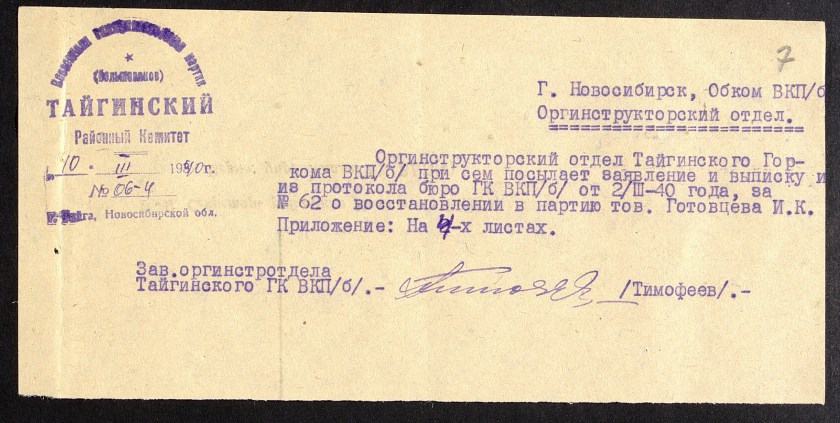 Всесоюзная Коммунистическая партия
(большевиков)
ТАЙГИНСКИЙ
Районный Комитет
"10. III 1940г.
№ 06-4
г. Тайга, Новосибирской обл.
7
Г. Новосибирск, Обком ВКП/б
Оргинструкторский отдел.
Оргинструкторский отдел Тайгинского Гор-
кома ВКП/б/ при сем посылает заявление и выписку и
из протокола бюро ГК ВКП/б/ от 2/III-40 года, за
№ 62 о восстановлении в партию тов. Готовцева И.К.
Приложение: На 4-х листах.
Зав.оргинстротдела
Тайгинского ГК ВКП/б/.- /Тимофеев/.-